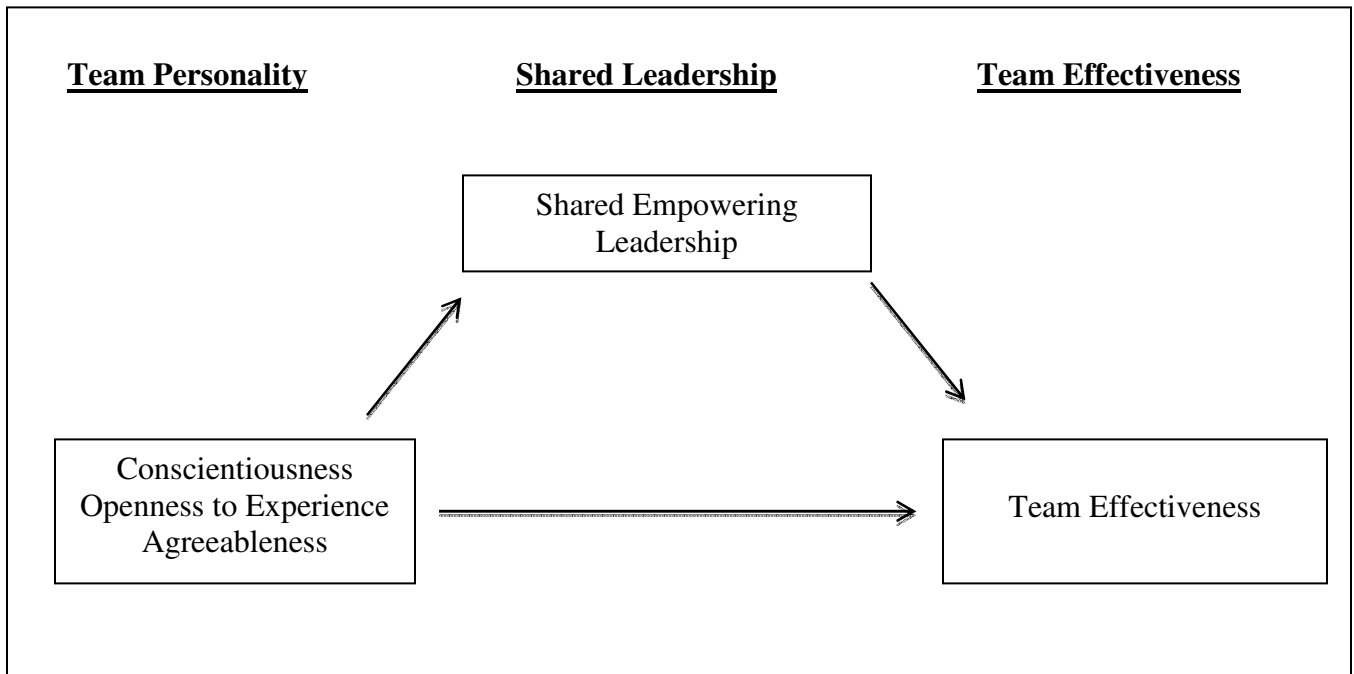 Team Personality
Shared Leadership
Team Effectiveness
Shared Empowering
Leadership
Conscientiousness
Openness to Experience
Agreeableness
Team Effectiveness